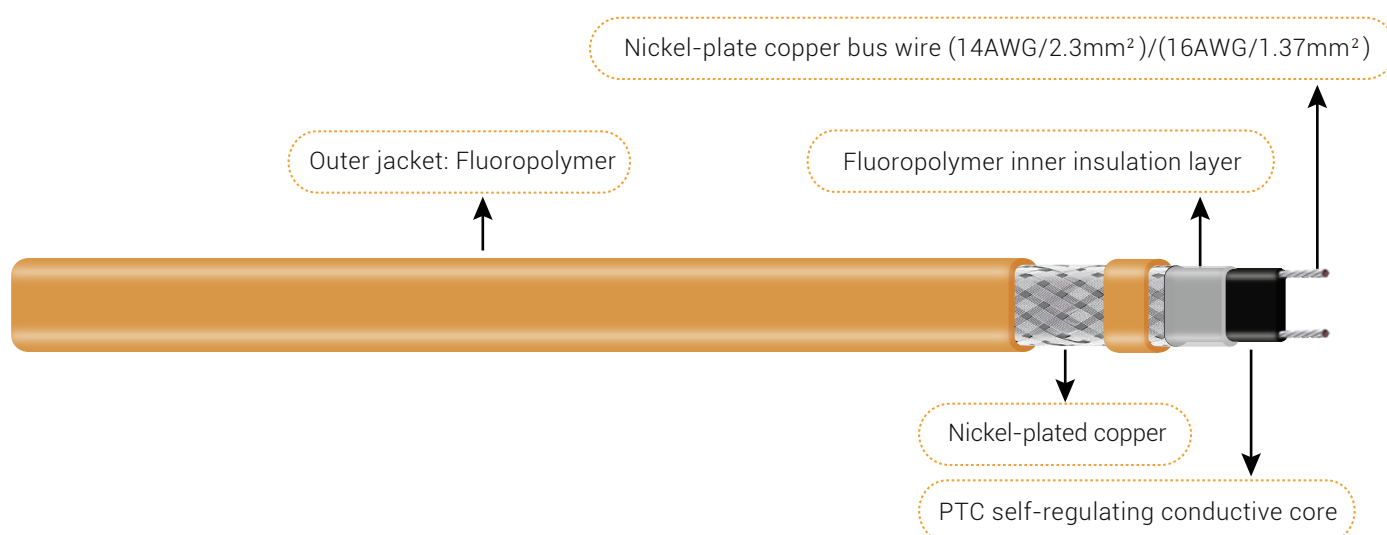 Nickel-plate copper bus wire (14AWG/2.3mm²)/(16AWG/1.37mm²)
Outer jacket: Fluoropolymer
Fluoropolymer inner insulation layer
Nickel-plated copper
PTC self-regulating conductive core